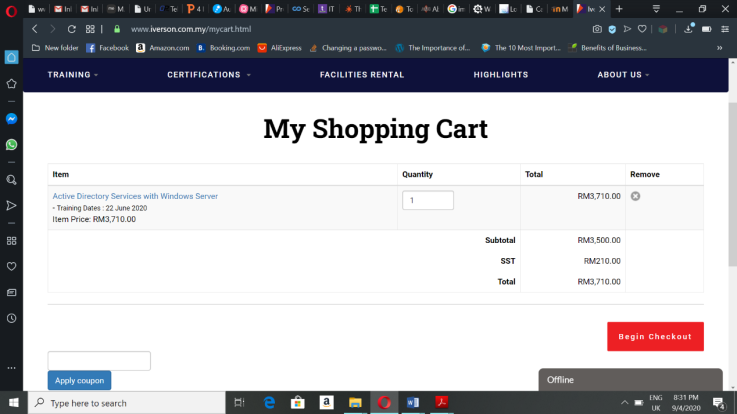 www.iverson.com.my/mycart.html
New folder Facebook Amazon.com Booking.com AliExpress Changing a passwo... The Importance of... The 10 Most Import... Benefits of Business...
TRAINING CERTIFICATIONS FACILITIES RENTAL HIGHLIGHTS ABOUT US
My Shopping Cart
Item Quantity Total Remove
Active Directory Services with Windows Server 1 RM3,710.00
- Training Dates : 22 June 2020
Item Price: RM3,710.00
Subtotal RM3,500.00
SST RM210.00
Total RM3,710.00
Begin Checkout
Apply coupon
Offline
Type here to search
ENG 8:31 PM
UK 9/4/2020